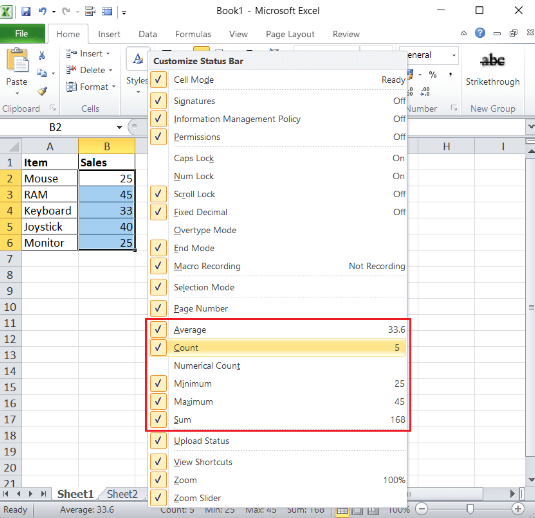 Book1 - Microsoft Excel
File Home Insert Formulas Data Formatting View Page Layout Review
Paste
Clipboard
Insert
Delete
Format
Cells
Styles
General
% ,
Number
abc
Strikethrough
New Group
B2
A B H I
1 Item Sales
2 Mouse 25
3 RAM 45
4 Keyboard 33
5 Joystick 40
6 Monitor 25
7
8
9
10
11
12
13
14
15
16
17
18
19
20
21
Customize Status Bar
Cell Mode Ready
Signatures Off
Information Management Policy Off
Permissions Off
Caps Lock On
Num Lock On
Scroll Lock Off
Fixed Decimal Off
Overtype Mode
End Mode
Macro Recording Not Recording
Selection Mode
Page Number
Average 33.6
Count 5
Numerical Count
Minimum 25
Maximum 45
Sum 168
Upload Status
View Shortcuts
Zoom 100%
Zoom Slider
Sheet1 Sheet2
Ready Average: 33.6 Count: 5 Min: 25 Max: 45 Sum: 168 100%